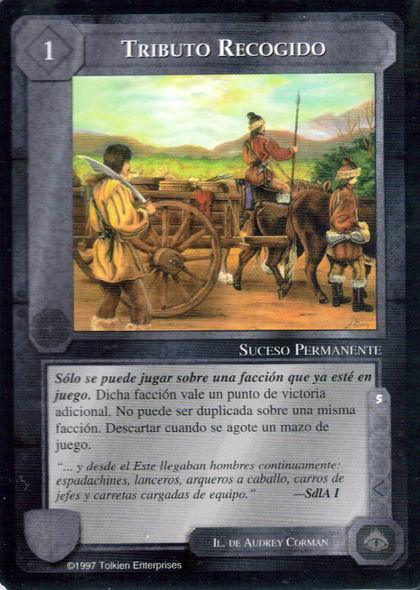 1
TRIBUTO RECOGIDO
SUCESO PERMANENTE
Sólo se puede jugar sobre una facción que ya esté en
juego. Dicha facción vale un punto de victoria
adicional. No puede ser duplicada sobre una misma
facción. Descartar cuando se agote un mazo de
juego.
5
"... y desde el Este llegaban hombres continuamente:
espadachines, lanceros, arqueros a caballo, carros de
jefes y carretas cargadas de equipo." —SdlA I
IL. DE AUDREY CORMAN
©1997 Tolkien Enterprises